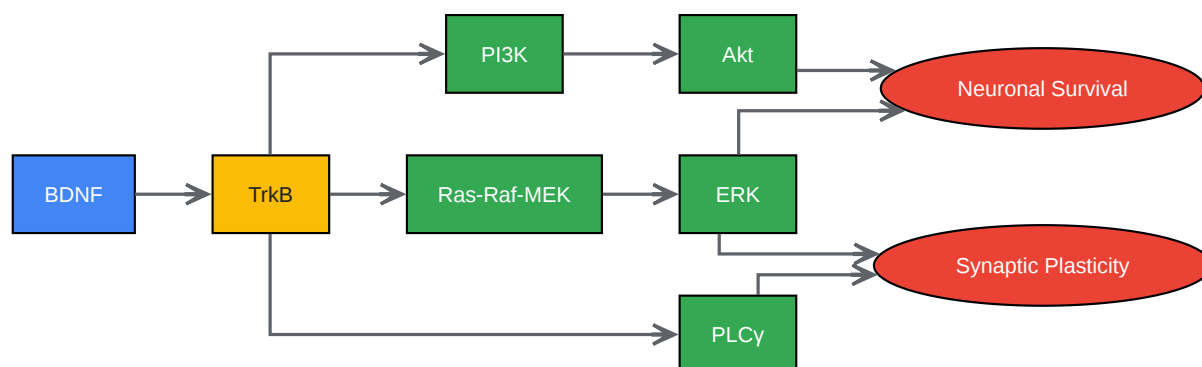 PI3K
Akt
Neuronal Survival
BDNF
TrkB
Ras-Raf-MEK
ERK
Synaptic Plasticity
PLCγ